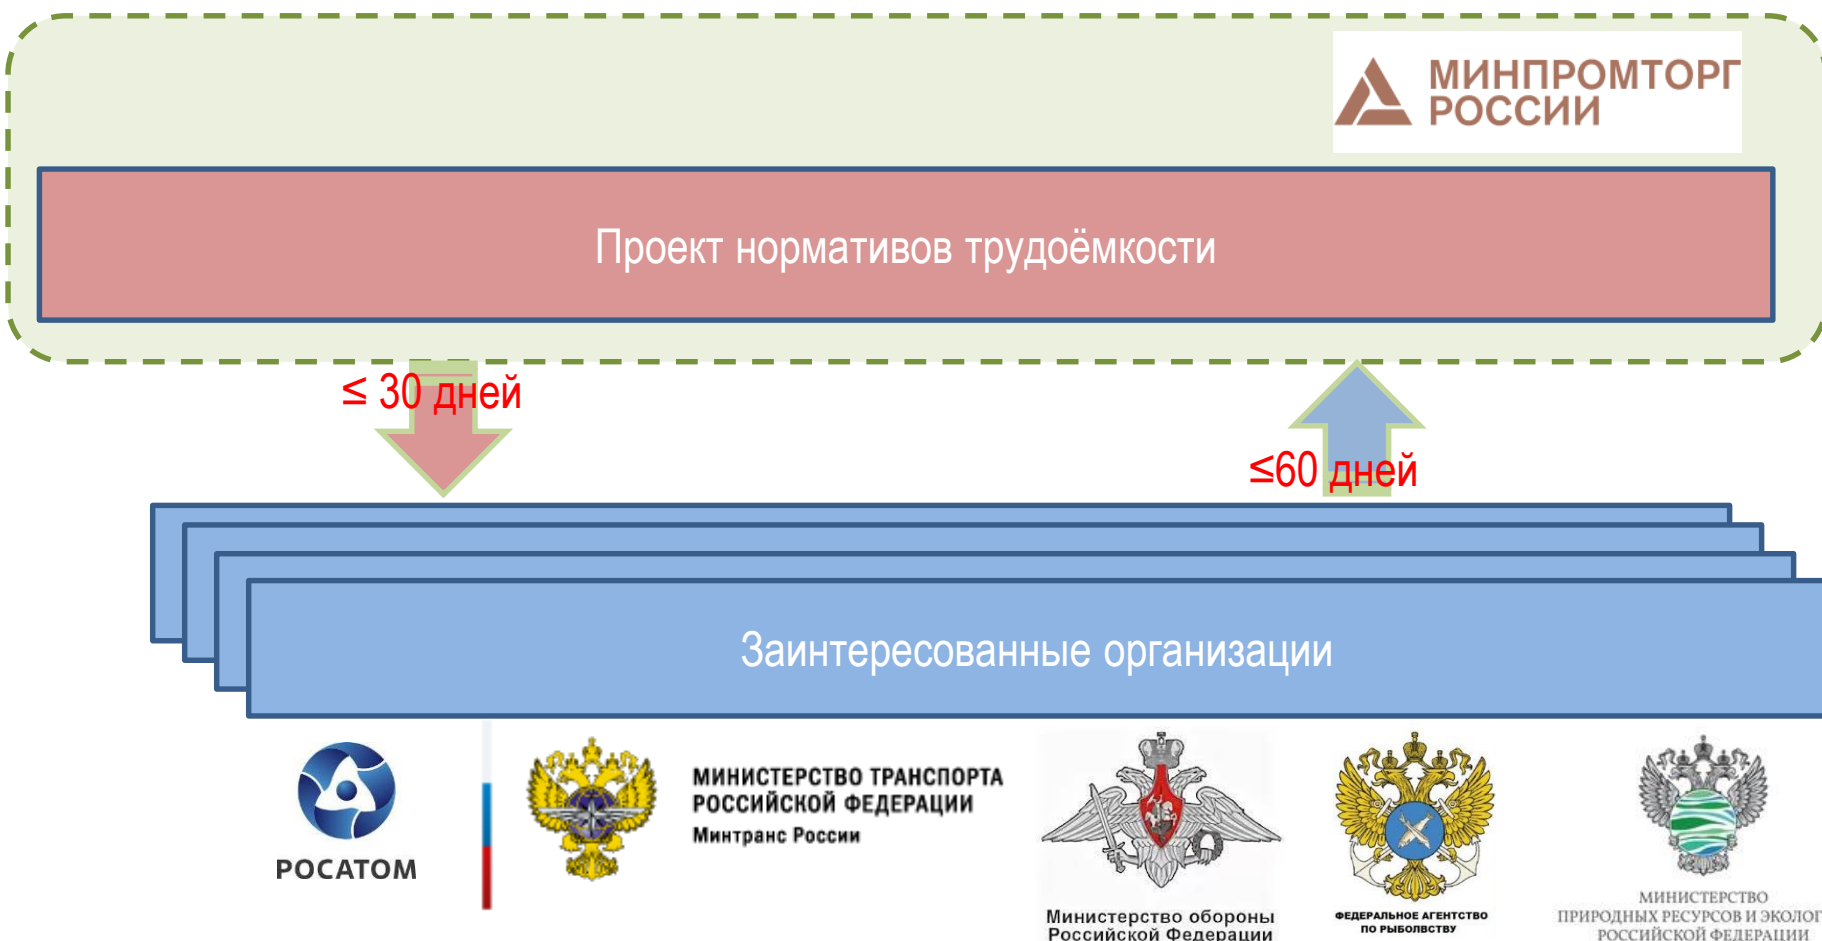 МИНПРОМТОРГ
РОССИИ
Проект нормативов трудоёмкости
≤ 30 дней
≤60 дней
Заинтересованные организации
РОСАТОМ
МИНИСТЕРСТВО ТРАНСПОРТА
РОССИЙСКОЙ ФЕДЕРАЦИИ
Минтранс России
Министерство обороны
Российской Федерации
ФЕДЕРАЛЬНОЕ АГЕНТСТВО
ПО РЫБОЛВСТВУ
МИНИСТЕРСТВО
ПРИРОДНЫХ РЕСУРСОВ И ЭКОЛОГ
РОССИЙСКОЙ ФЕДЕРАЦИИ